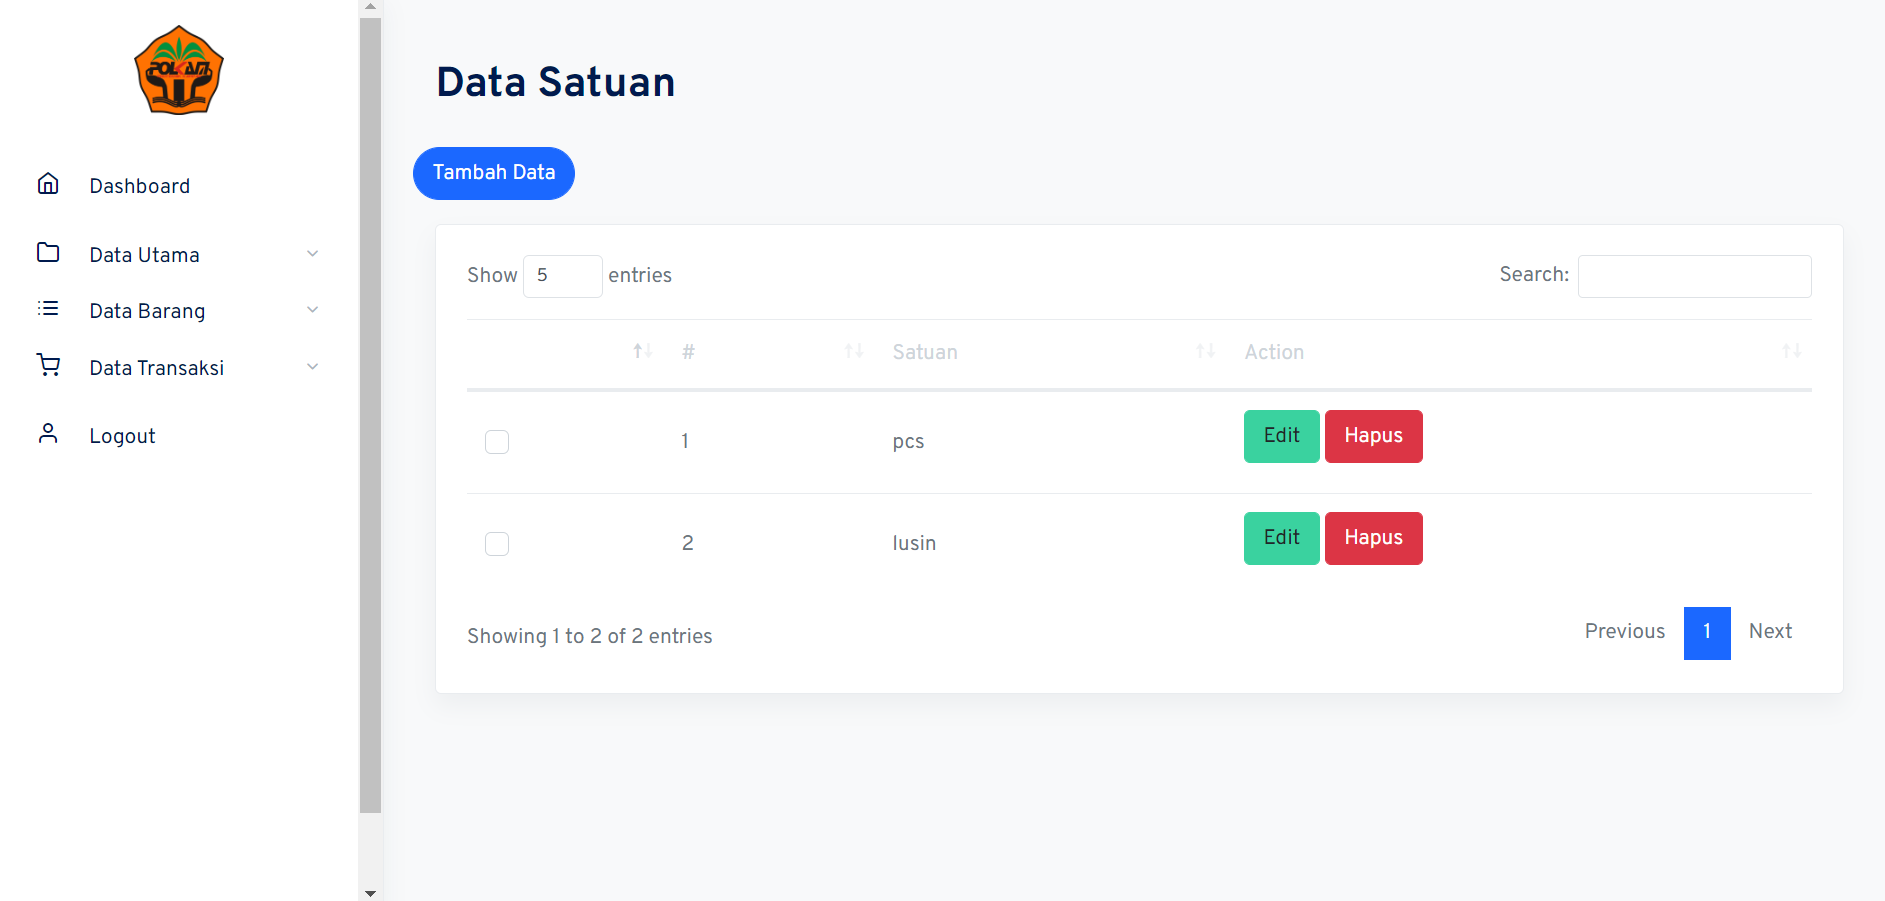 POLKAM
Dashboard
Data Utama
Data Barang
Data Transaksi
Logout
Data Satuan
Tambah Data
Show 5 entries
Search:
# Satuan Action
1 pcs Edit Hapus
2 lusin Edit Hapus
Showing 1 to 2 of 2 entries
Previous 1 Next